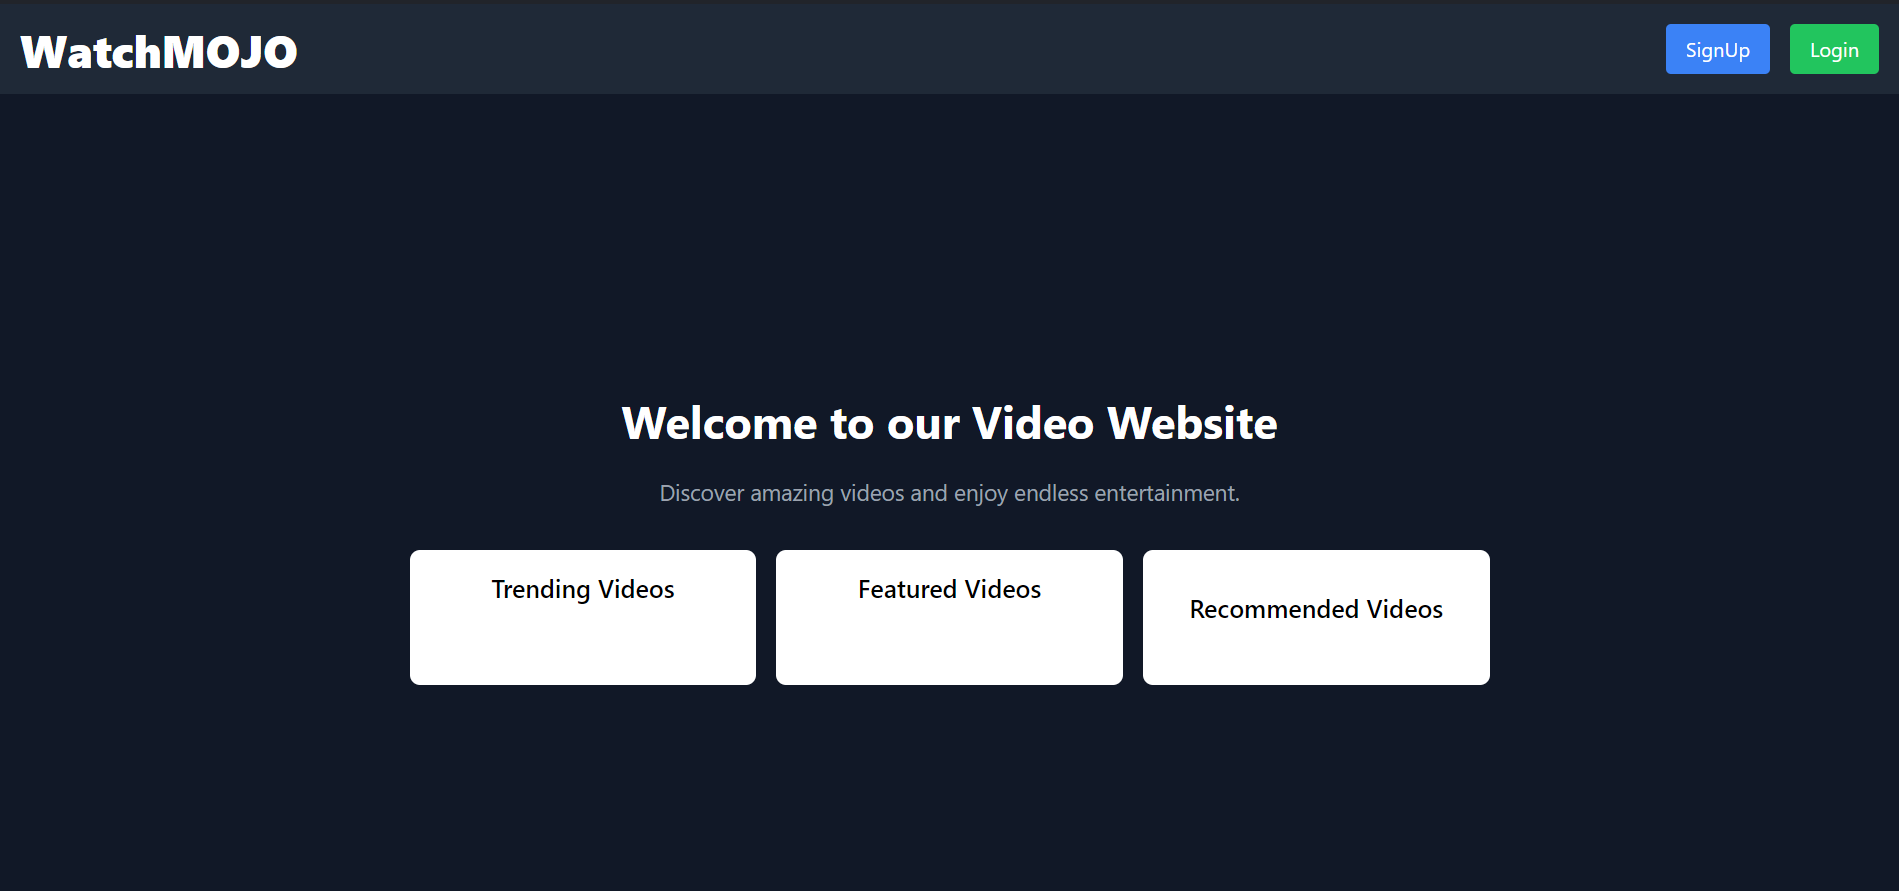 WatchMOJO
SignUp
Login
Welcome to our Video Website
Discover amazing videos and enjoy endless entertainment.
Trending Videos
Featured Videos
Recommended Videos